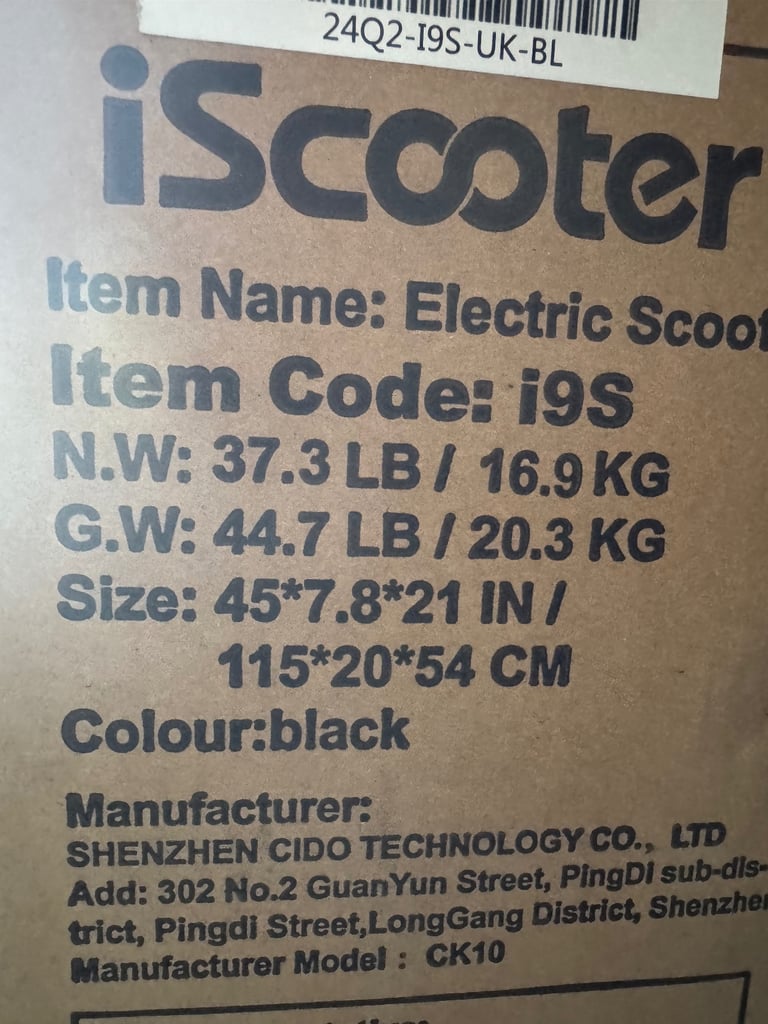 24Q2-I9S-UK-BL
iScooter
Item Name: Electric
Item Code: i9S
N.W: 37.3 LB / 16.9 KG
G.W: 44.7 LB / 20.3 KG
Size: 45*7.8*21 IN /
115*20*54 CM
Colour:black
Manufacturer:
SHENZHEN CIDO TECHNOLOGY CO., LTD
Add: 302 No.2 GuanYun Street, PingDi sub-dis-
trict, Pingdi Street,LongGang District, Shenzhen
Manufacturer Model : CK10